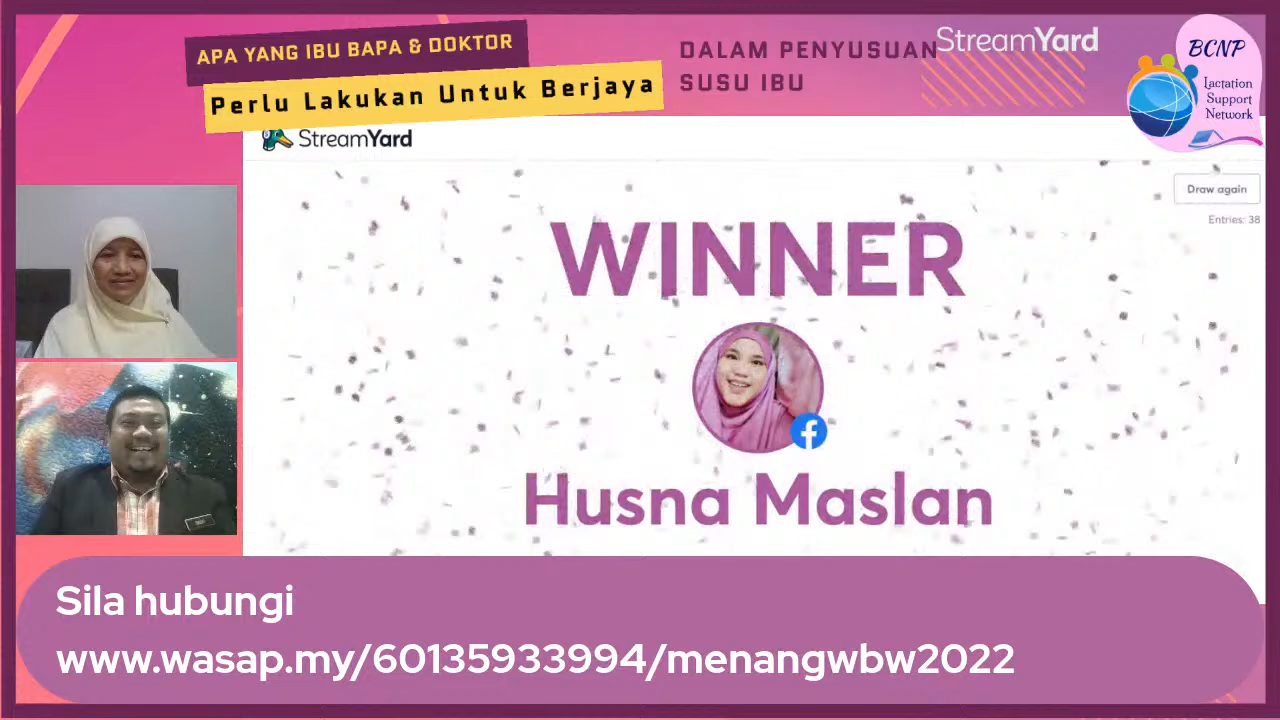 APA YANG IBU BAPA & DOKTOR
Perlu Lakukan Untuk Berjaya
DALAM PENYUSUAN
SUSU IBU
StreamYard
BCNP
Lactation
Support
Network
StreamYard
Draw again
Entries: 38
WINNER
Husna Maslan
Sila hubungi
www.wasap.my/60135933994/menangwbw2022